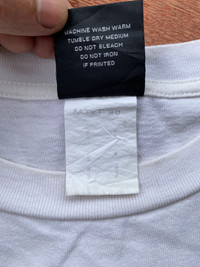 MACHINE WASH WARM
TUMBLE DRY MEDIUM
DO NOT BLEACH
DO NOT IRON
IF PRINTED